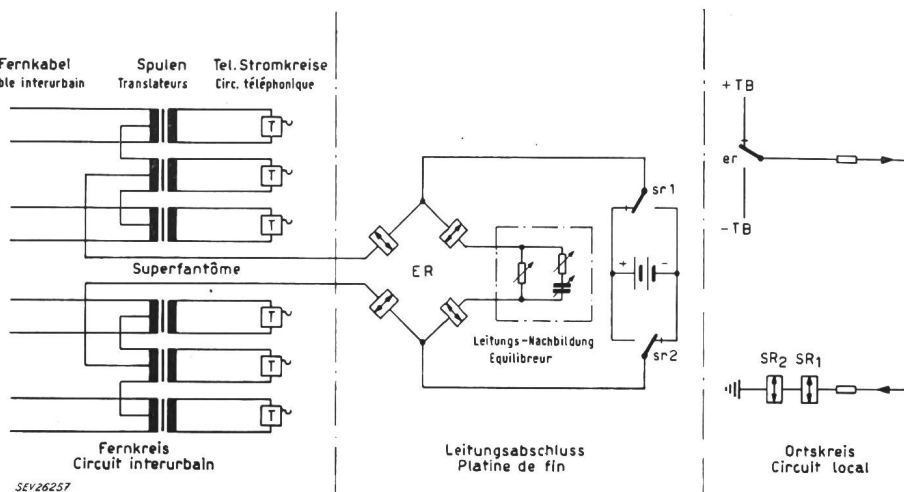 Fernkabel
ble interurbain
Spulen
Translateurs
Tel. Stromkreise
Circ. téléphonique
T
T
T
Superfantôme
T
T
T
Fernkreis
Circuit interurbain
SEV26257
ER
Leitungs-Nachbildung
Equilibreur
sr1
+ -
sr2
Leitungsabschluss
Platine de fin
+TB
er
-TB
SR2 SR1
Ortskreis
Circuit local